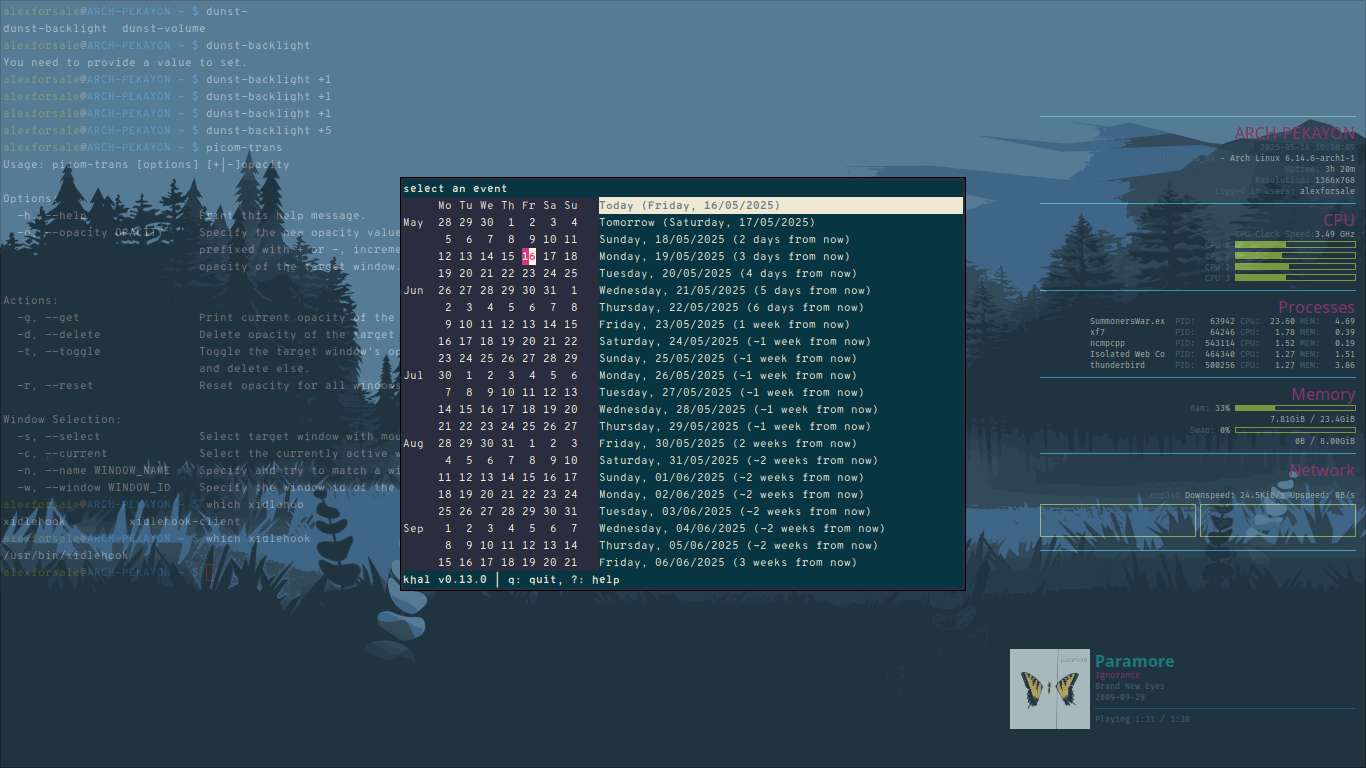 alexforsale@ARCH-PEKAYON ~ $ dunst-
dunst-backlight  dunst-volume
alexforsale@ARCH-PEKAYON ~ $ dunst-backlight
You need to provide a value to set.
alexforsale@ARCH-PEKAYON ~ $ dunst-backlight +1
alexforsale@ARCH-PEKAYON ~ $ dunst-backlight +1
alexforsale@ARCH-PEKAYON ~ $ dunst-backlight +1
alexforsale@ARCH-PEKAYON ~ $ dunst-backlight +5
alexforsale@ARCH-PEKAYON ~ $ picom-trans
Usage: picom-trans [options] [+|-]opacity
Options:
-h, --help Print this help message.
-o, --opacity OPACITY Specify the new opacity value
prefixed with + or -, increme
opacity of the target window.
Actions:
-g, --get Print current opacity of the
-d, --delete Delete opacity of the target
-t, --toggle Toggle the target window's op
and delete else.
-r, --reset Reset opacity for all windows
Window Selection:
-s, --select Select target window with mou
-c, --current Select the currently active w
-n, --name WINDOW_NAME Specify and try to match a wi
-w, --window WINDOW_ID Specify the window id of the
alexforsale@ARCH-PEKAYON ~ $ which xidlehoo
xidlehook xidlehook-client
alexforsale@ARCH-PEKAYON ~ $ which xidlehook
/usr/bin/xidlehook
alexforsale@ARCH-PEKAYON ~ $
select an event
Mo Tu We Th Fr Sa Su Today (Friday, 16/05/2025)
May 28 29 30 1 2 3 4 Tomorrow (Saturday, 17/05/2025)
5 6 7 8 9 10 11 Sunday, 18/05/2025 (2 days from now)
12 13 14 15 16 17 18 Monday, 19/05/2025 (3 days from now)
19 20 21 22 23 24 25 Tuesday, 20/05/2025 (4 days from now)
Jun 26 27 28 29 30 31 1 Wednesday, 21/05/2025 (5 days from now)
2 3 4 5 6 7 8 Thursday, 22/05/2025 (6 days from now)
9 10 11 12 13 14 15 Friday, 23/05/2025 (1 week from now)
16 17 18 19 20 21 22 Saturday, 24/05/2025 (~1 week from now)
23 24 25 26 27 28 29 Sunday, 25/05/2025 (~1 week from now)
Jul 30 1 2 3 4 5 6 Monday, 26/05/2025 (~1 week from now)
7 8 9 10 11 12 13 Tuesday, 27/05/2025 (~1 week from now)
14 15 16 17 18 19 20 Wednesday, 28/05/2025 (~1 week from now)
21 22 23 24 25 26 27 Thursday, 29/05/2025 (~1 week from now)
Aug 28 29 30 31 1 2 3 Friday, 30/05/2025 (2 weeks from now)
4 5 6 7 8 9 10 Saturday, 31/05/2025 (~2 weeks from now)
11 12 13 14 15 16 17 Sunday, 01/06/2025 (~2 weeks from now)
18 19 20 21 22 23 24 Monday, 02/06/2025 (~2 weeks from now)
25 26 27 28 29 30 31 Tuesday, 03/06/2025 (~2 weeks from now)
Sep 1 2 3 4 5 6 7 Wednesday, 04/06/2025 (~2 weeks from now)
8 9 10 11 12 13 14 Thursday, 05/06/2025 (~2 weeks from now)
15 16 17 18 19 20 21 Friday, 06/06/2025 (3 weeks from now)
khal v0.13.0 | q: quit, ?: help
ARCH-PEKAYON
- Arch Linux 6.14.6-arch1-1
Uptime: 3h 20m
Resolution: 1366x768
Logged in Users: alexforsale
CPU
CPU Clock Speed:3.49 GHz
CPU 2
CPU 3
Processes
SummonersWar.ex PID: 63942 CPU: 23.60 MEM: 4.69
xf7 PID: 64246 CPU: 1.78 MEM: 0.39
ncmpcpp PID: 543114 CPU: 1.52 MEM: 0.19
Isolated Web Co PID: 464340 CPU: 1.27 MEM: 1.51
thunderbird PID: 500256 CPU: 1.27 MEM: 3.86
Memory
Ram: 33%
7.81GiB / 23.4GiB
Swap: 0%
0B / 8.00GiB
Network
Downspeed: 24.5KiB/s Upspeed: 0B/s
paramore
Paramore
Ignorance
Brand New Eyes
2009-09-29
Playing 1:31 / 3:38